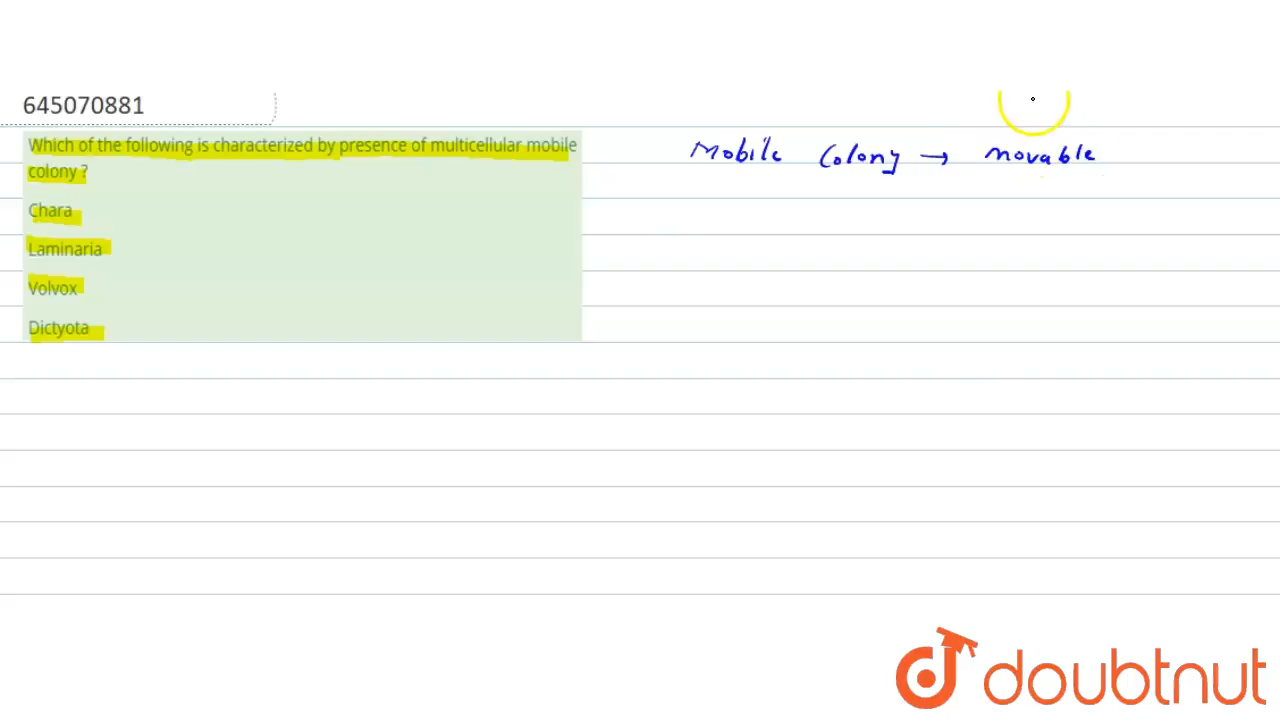 645070881
Which of the following is characterized by presence of multicellular mobile
colony ?
Chara
Laminaria
Volvox
Dictyota
Mobile Colony → movable
doubtnut